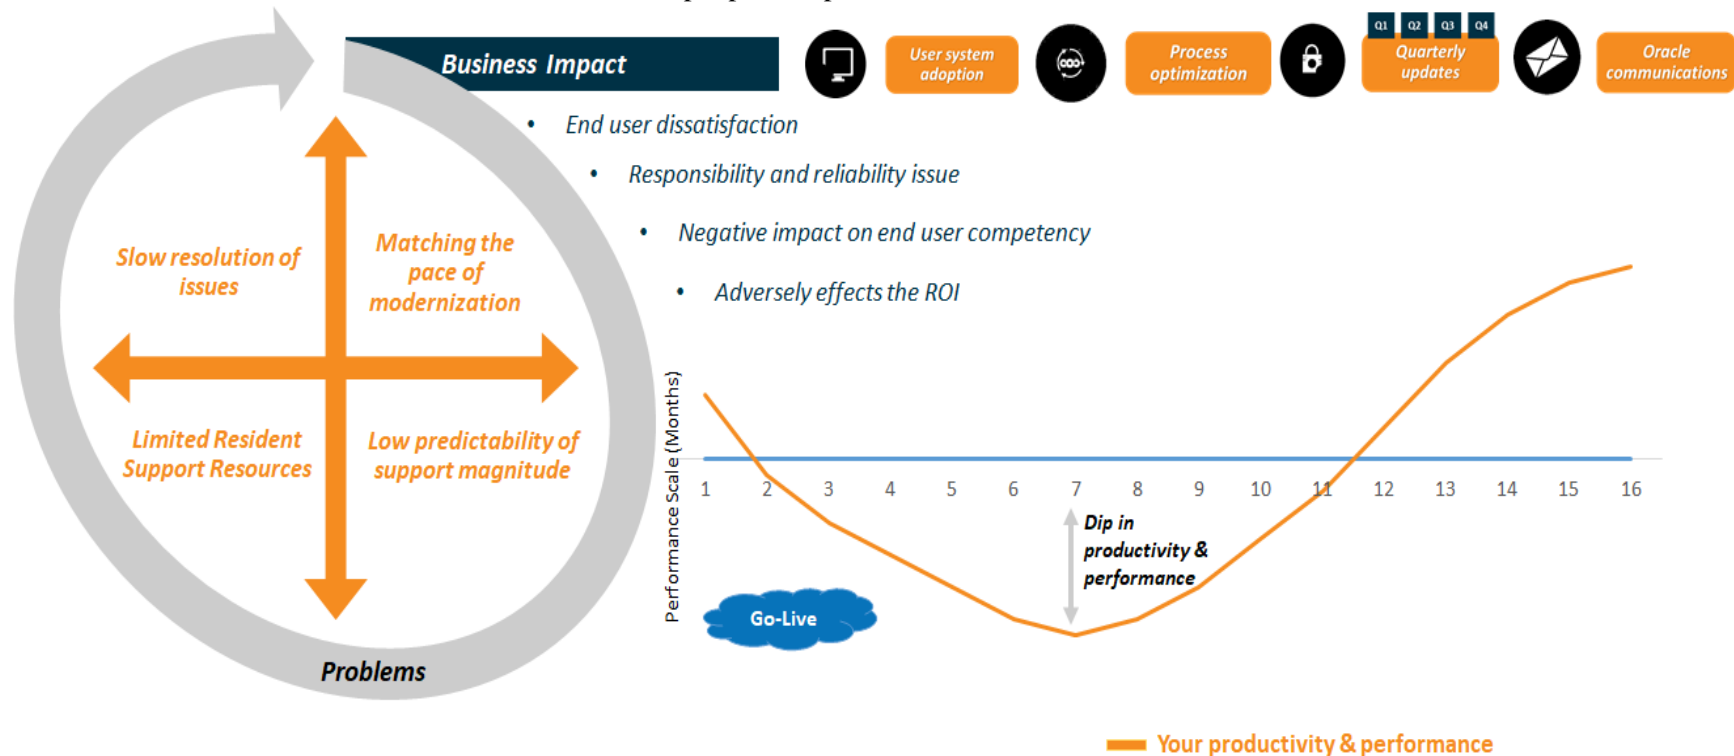 Business Impact
User system
adoption
Process
optimization
Q1 Q2 Q3 Q4
Quarterly
updates
Oracle
communications
• End user dissatisfaction
• Responsibility and reliability issue
• Negative impact on end user competency
• Adversely effects the ROI
Slow resolution of
issues
Matching the
pace of
modernization
Limited Resident
Support Resources
Low predictability of
support magnitude
Problems
Performance Scale (Months)
1 2 3 4 5 6 7 8 9 10 11 12 13 14 15 16
Dip in
productivity &
performance
Go-Live
Your productivity & performance